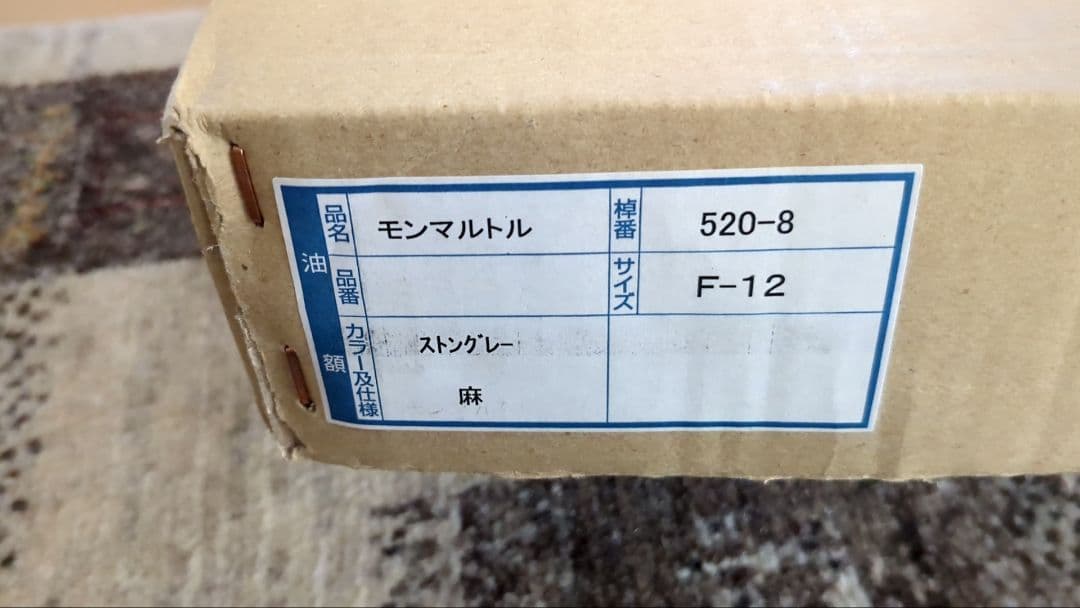 油額
品名 モンマルトル 棹番 520-8
品番 サイズ F-12
カラー及仕様 ｽﾄﾝｸﾞﾚｰ
麻